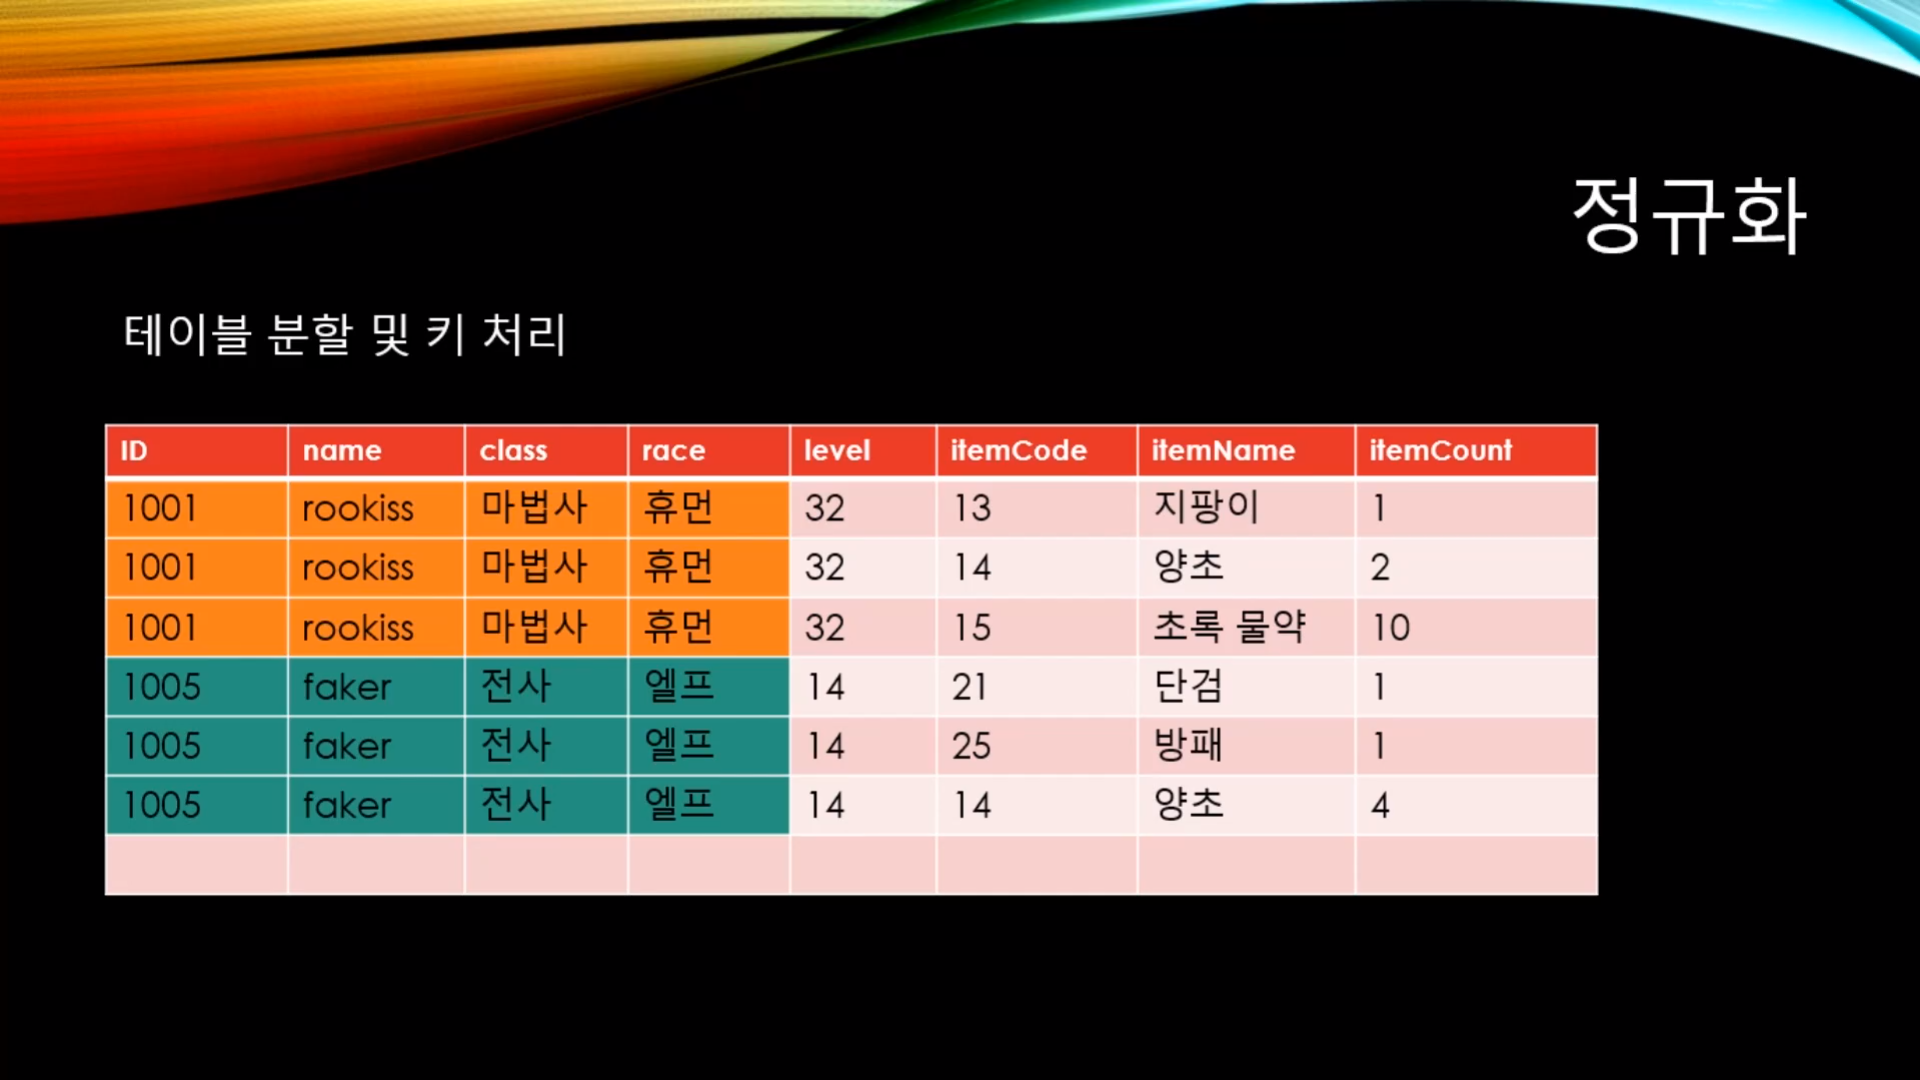 정규화
테이블 분할 및 키 처리
ID name class race level itemCode itemName itemCount
1001 rookiss 마법사 휴먼 32 13 지팡이 1
1001 rookiss 마법사 휴먼 32 14 양초 2
1001 rookiss 마법사 휴먼 32 15 초록 물약 10
1005 faker 전사 엘프 14 21 단검 1
1005 faker 전사 엘프 14 25 방패 1
1005 faker 전사 엘프 14 14 양초 4